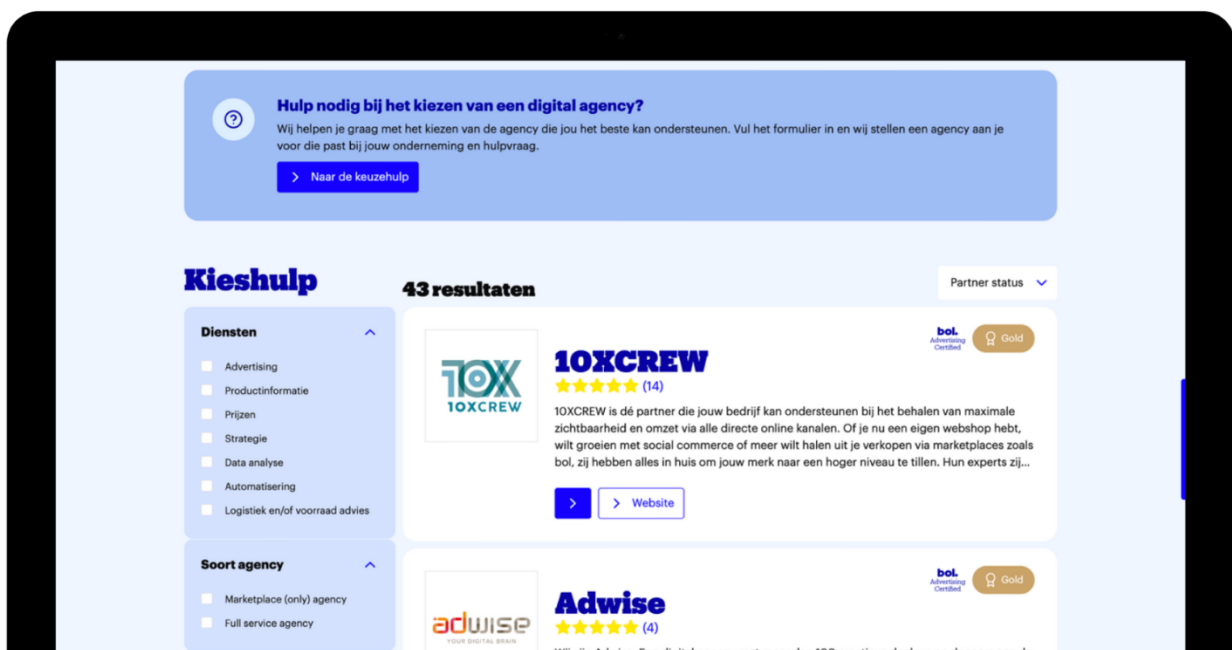 Hulp nodig bij het kiezen van een digital agency?
Wij helpen je graag met het kiezen van de agency die jou het beste kan ondersteunen. Vul het formulier in en wij stellen een agency aan je
voor die past bij jouw onderneming en hulpvraag.
Naar de keuzehulp
Kieshulp
43 resultaten
Partner status
Diensten
Advertising
Productinformatie
Prijzen
Strategie
Data analyse
Automatisering
Logistiek en/of voorraad advies
Soort agency
Marketplace (only) agency
Full service agency
10X
10XCREW
bol.
Advertising
Certified
Gold
10XCREW
(14)
10XCREW is dé partner die jouw bedrijf kan ondersteunen bij het behalen van maximale
zichtbaarheid en omzet via alle directe online kanalen. Of je nu een eigen webshop hebt,
wilt groeien met social commerce of meer wilt halen uit je verkopen via marketplaces zoals
bol, zij hebben alles in huis om jouw merk naar een hoger niveau te tillen. Hun experts zij...
Website
adwise
YOUR DIGITAL BRAIN
bol.
Advertising
Certified
Gold
Adwise
(4)